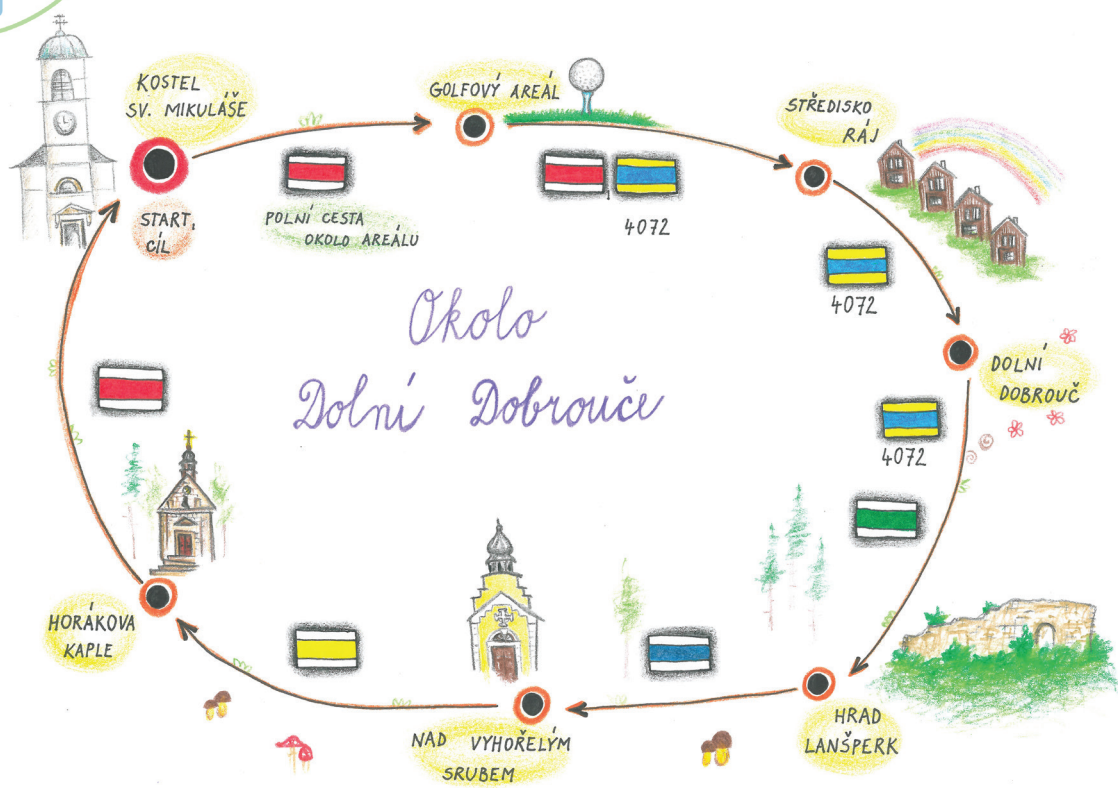 KOSTEL
SV. MIKULÁŠE
START,
CÍL
POLNÍ CESTA
OKOLO AREÁLU
GOLFOVÝ AREÁL
4072
STŘEDISKO
RÁJ
4072
Okolo
Dolní Dobrouče
DOLNÍ
DOBROUČ
4072
HRAD
LANŠPERK
NAD VYHOŘELÝM
SRUBEM
HORÁKOVA
KAPLE